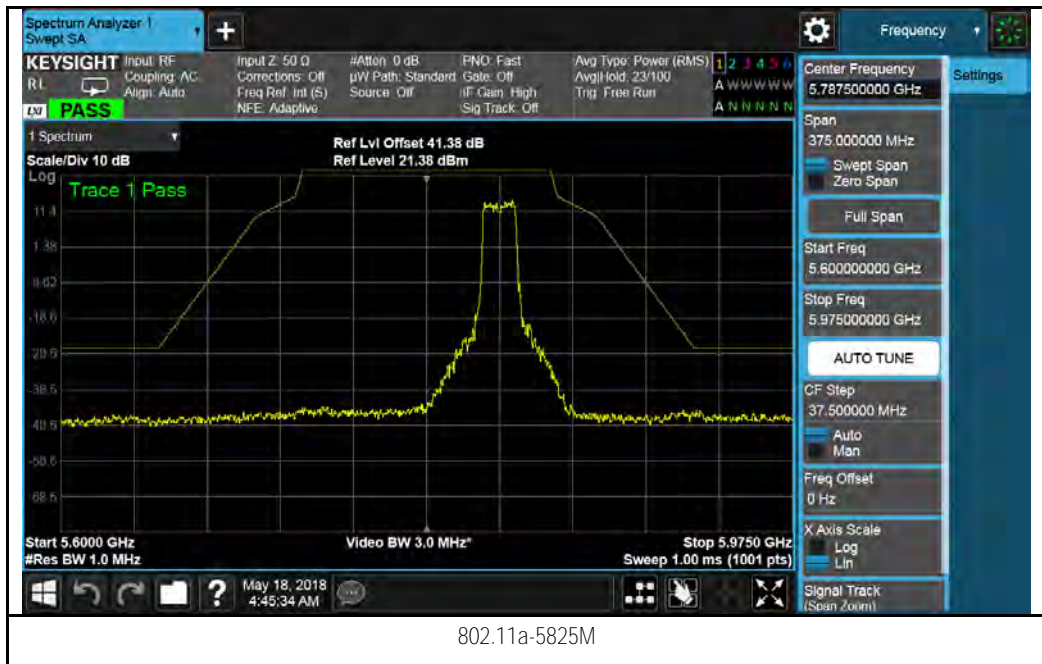 Spectrum Analyzer 1
Swept SA
+
Frequency
KEYSIGHT
Input: RF
Coupling: AC
Align: Auto
Input Z: 50 Ω
Corrections: Off
Freq Ref: Int (S)
NFE: Adaptive
#Atten: 0 dB
µW Path: Standard
Source: Off
PNO: Fast
Gate: Off
IF Gain: High
Sig Track: Off
Avg Type: Power (RMS)
Avg|Hold: 23/100
Trig: Free Run
1 2 3 4 5 6
A W W W W W
A N N N N N
PASS
1 Spectrum
Scale/Div 10 dB
Ref Lvl Offset 41.38 dB
Ref Level 21.38 dBm
Log
Trace 1 Pass
11.4
1.38
-8.62
-18.6
-28.6
-38.6
-48.6
-58.6
-68.6
Start 5.6000 GHz
#Res BW 1.0 MHz
Video BW 3.0 MHz*
Stop 5.9750 GHz
Sweep 1.00 ms (1001 pts)
Center Frequency
5.787500000 GHz
Settings
Span
375.000000 MHz
Swept Span
Zero Span
Full Span
Start Freq
5.600000000 GHz
Stop Freq
5.975000000 GHz
AUTO TUNE
CF Step
37.500000 MHz
Auto
Man
Freq Offset
0 Hz
X Axis Scale
Log
Lin
Signal Track
(Span Zoom)
?
May 18, 2018
4:45:34 AM
802.11a-5825M